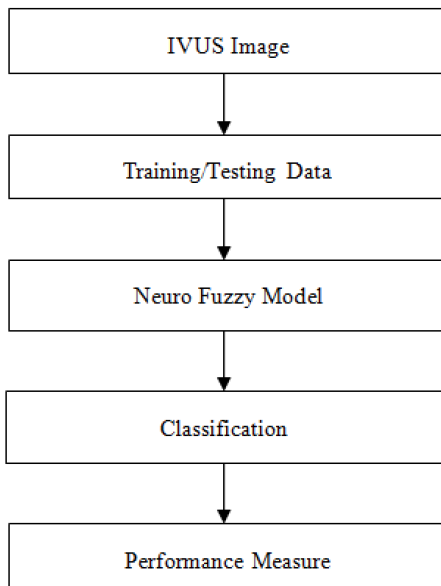 IVUS Image
Training/Testing Data
Neuro Fuzzy Model
Classification
Performance Measure